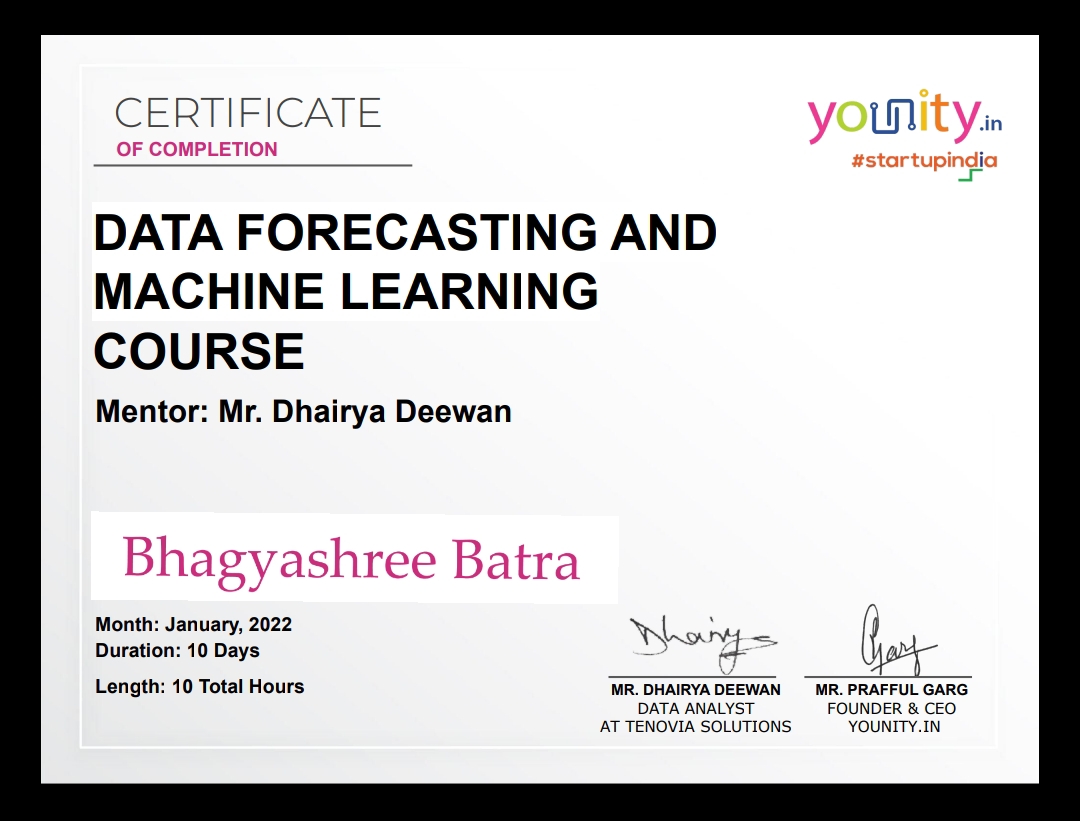 CERTIFICATE
OF COMPLETION
younity.in
#startupindia
DATA FORECASTING AND
MACHINE LEARNING
COURSE
Mentor: Mr. Dhairya Deewan
Bhagyashree Batra
Month: January, 2022
Duration: 10 Days
Length: 10 Total Hours
Dhairya
Garg
MR. DHAIRYA DEEWAN
DATA ANALYST
AT TENOVIA SOLUTIONS
MR. PRAFFUL GARG
FOUNDER & CEO
YOUNITY.IN